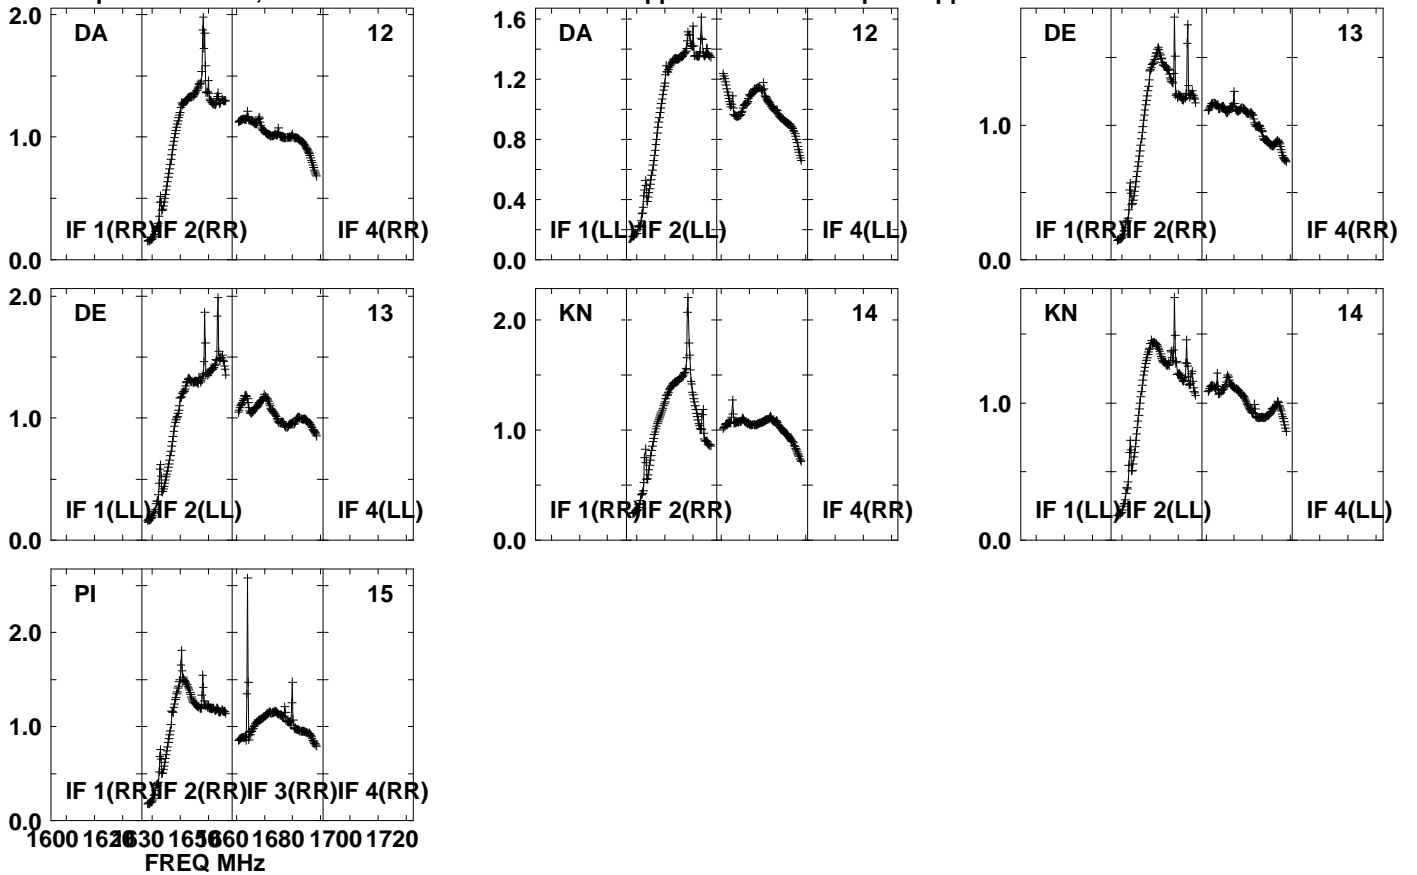 2.0 DA 12
1.0
0.0
IF 1(RR) IF 2(RR) IF 4(RR)
1.6 DA 12
1.2
0.8
0.4
0.0
IF 1(LL) IF 2(LL) IF 4(LL)
DE 13
1.0
0.0
IF 1(RR) IF 2(RR) IF 4(RR)
2.0 DE 13
1.0
0.0
IF 1(LL) IF 2(LL) IF 4(LL)
KN 14
2.0
1.0
0.0
IF 1(RR) IF 2(RR) IF 4(RR)
KN 14
1.0
0.0
IF 1(LL) IF 2(LL) IF 4(LL)
PI 15
2.0
1.0
0.0
IF 1(RR) IF 2(RR) IF 3(RR) IF 4(RR)
1600 1620 1630 1650 1660 1680 1700 1720
FREQ MHz